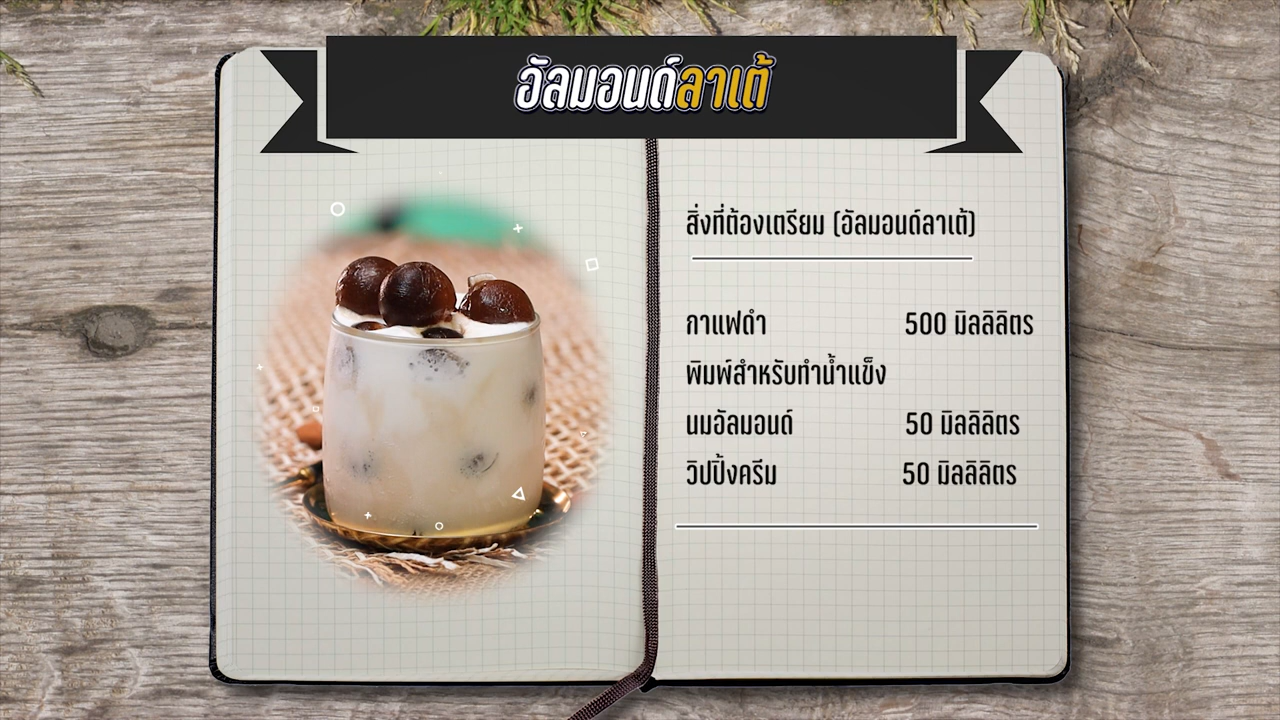 อัลมอนด์ลาเต้
สิ่งที่ต้องเตรียม (อัลมอนด์ลาเต้)
กาแฟดำ 500 มิลลิลิตร
พิมพ์สำหรับทำน้ำแข็ง
นมอัลมอนด์ 50 มิลลิลิตร
วิปปิ้งครีม 50 มิลลิลิตร